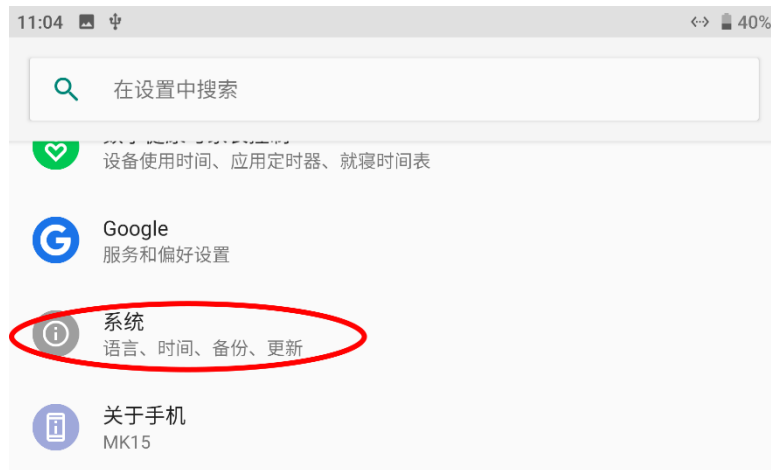 11:04
40%
在设置中搜索
设备使用时间、应用定时器、就寝时间表
Google
服务和偏好设置
系统
语言、时间、备份、更新
关于手机
MK15